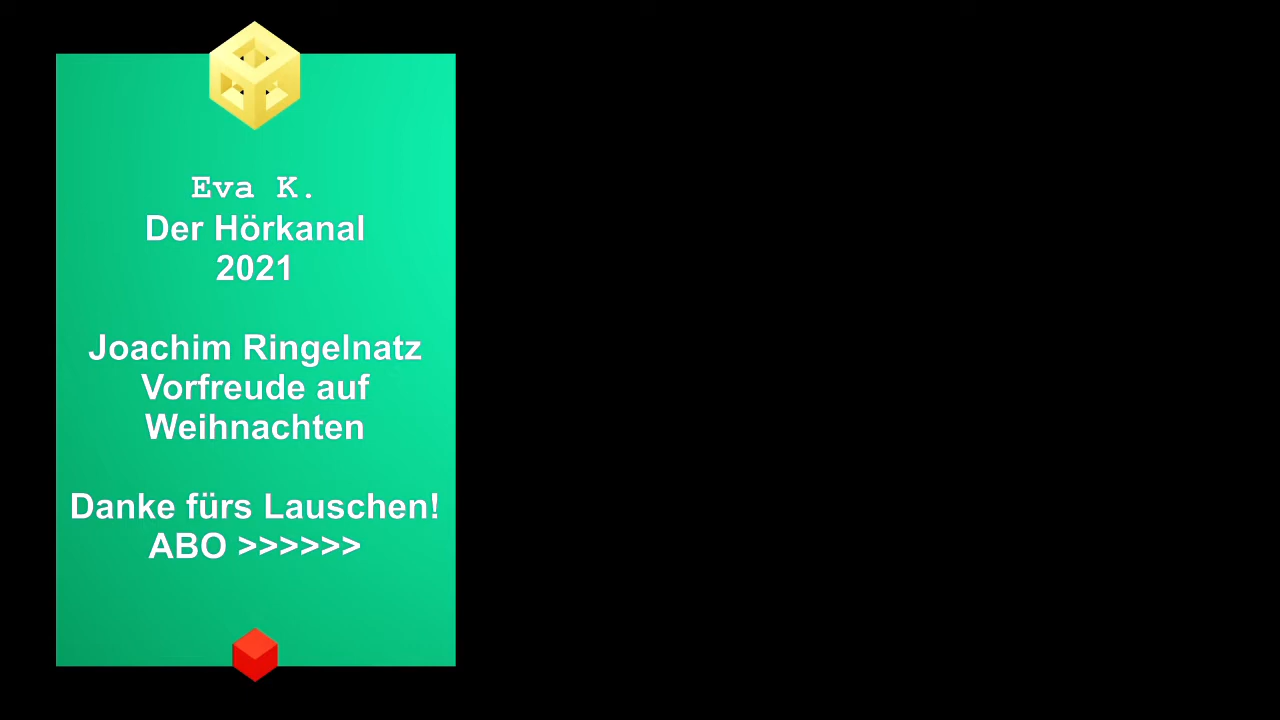 Eva K.
Der Hörkanal
2021
Joachim Ringelnatz
Vorfreude auf
Weihnachten
Danke fürs Lauschen!
ABO >>>>>>